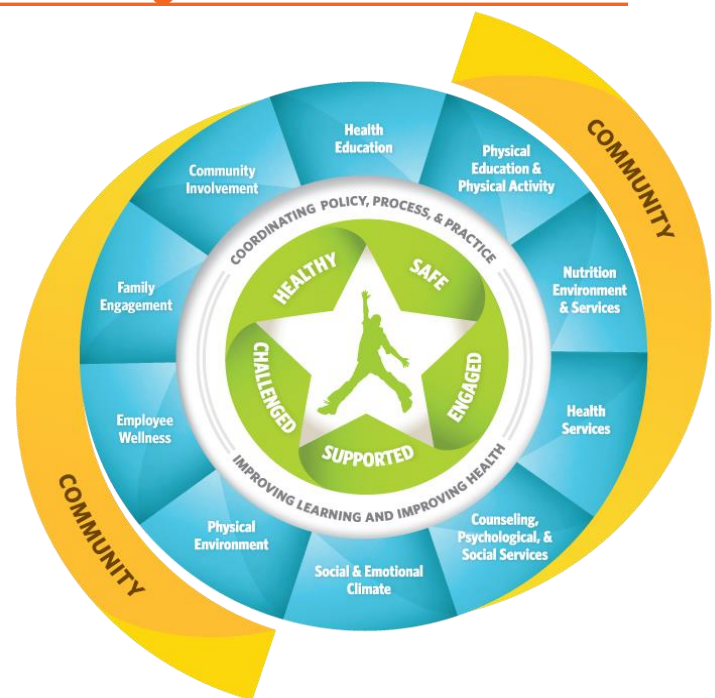 COMMUNITY
Health
Education
Physical
Education &
Physical Activity
Nutrition
Environment
& Services
Health
Services
Counseling,
Psychological, &
Social Services
Social & Emotional
Climate
Physical
Environment
Employee
Wellness
Family
Engagement
Community
Involvement
COORDINATING POLICY, PROCESS, & PRACTICE
IMPROVING LEARNING AND IMPROVING HEALTH
HEALTHY
SAFE
ENGAGED
SUPPORTED
CHALLENGED
COMMUNITY